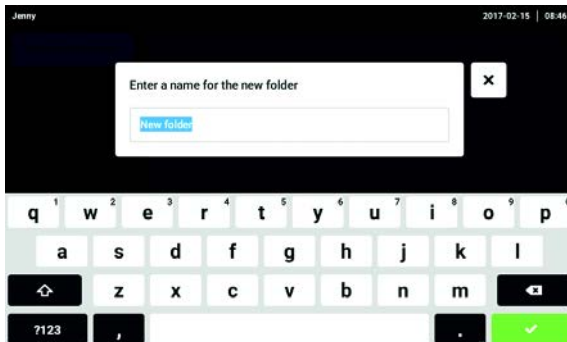 Jenny 2017-02-15 | 08:46
Enter a name for the new folder
New folder
q 1 w 2 e 3 r 4 t 5 y 6 u 7 i 8 o 9 p
a s d f g h j k l
z x c v b n m
?123 , .